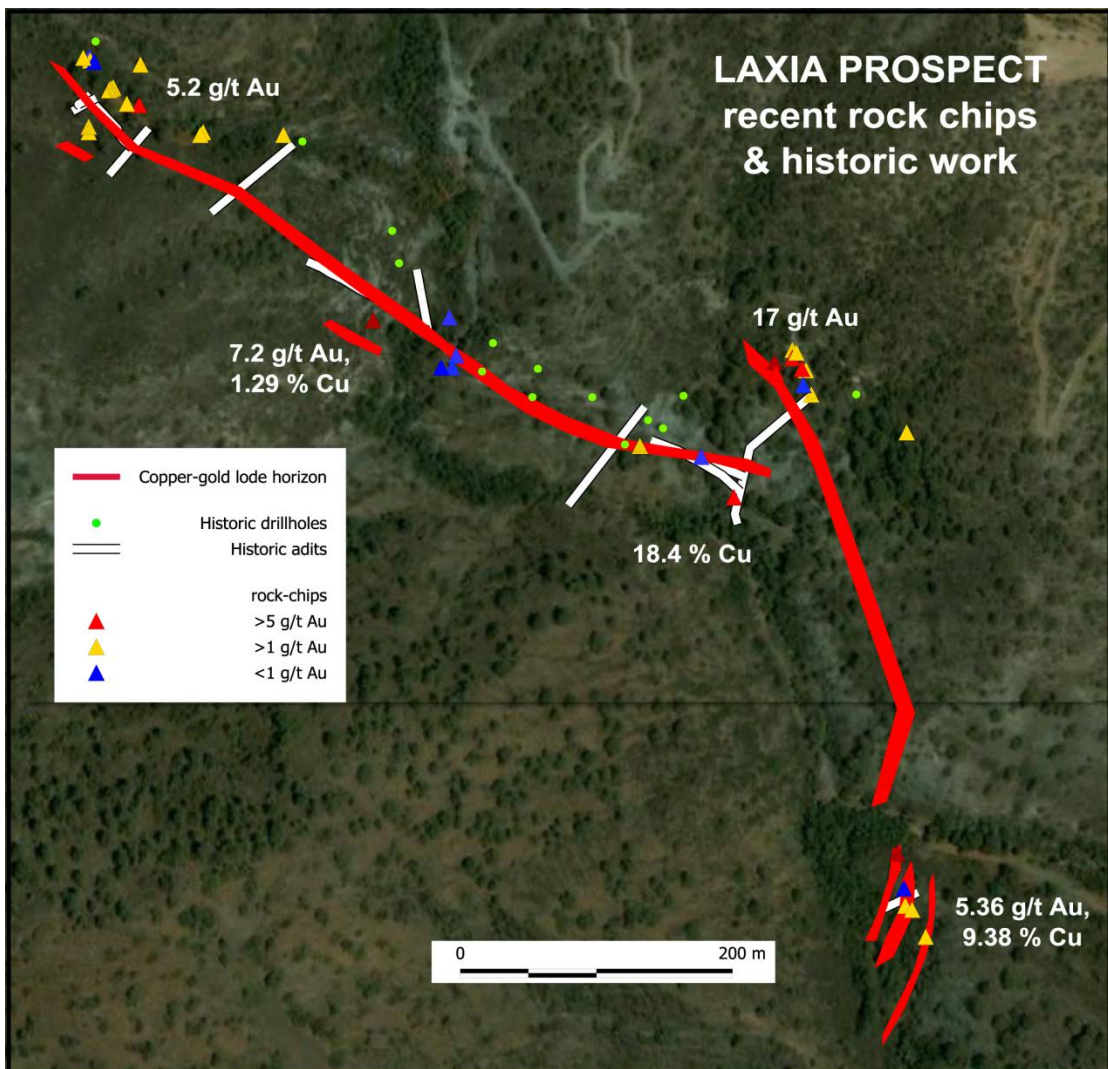 LAXIA PROSPECT
recent rock chips
& historic work
5.2 g/t Au
17 g/t Au
7.2 g/t Au,
1.29 % Cu
Copper-gold lode horizon
Historic drillholes
Historic adits
rock-chips
>5 g/t Au
>1 g/t Au
<1 g/t Au
18.4 % Cu
5.36 g/t Au,
9.38 % Cu
0 200 m